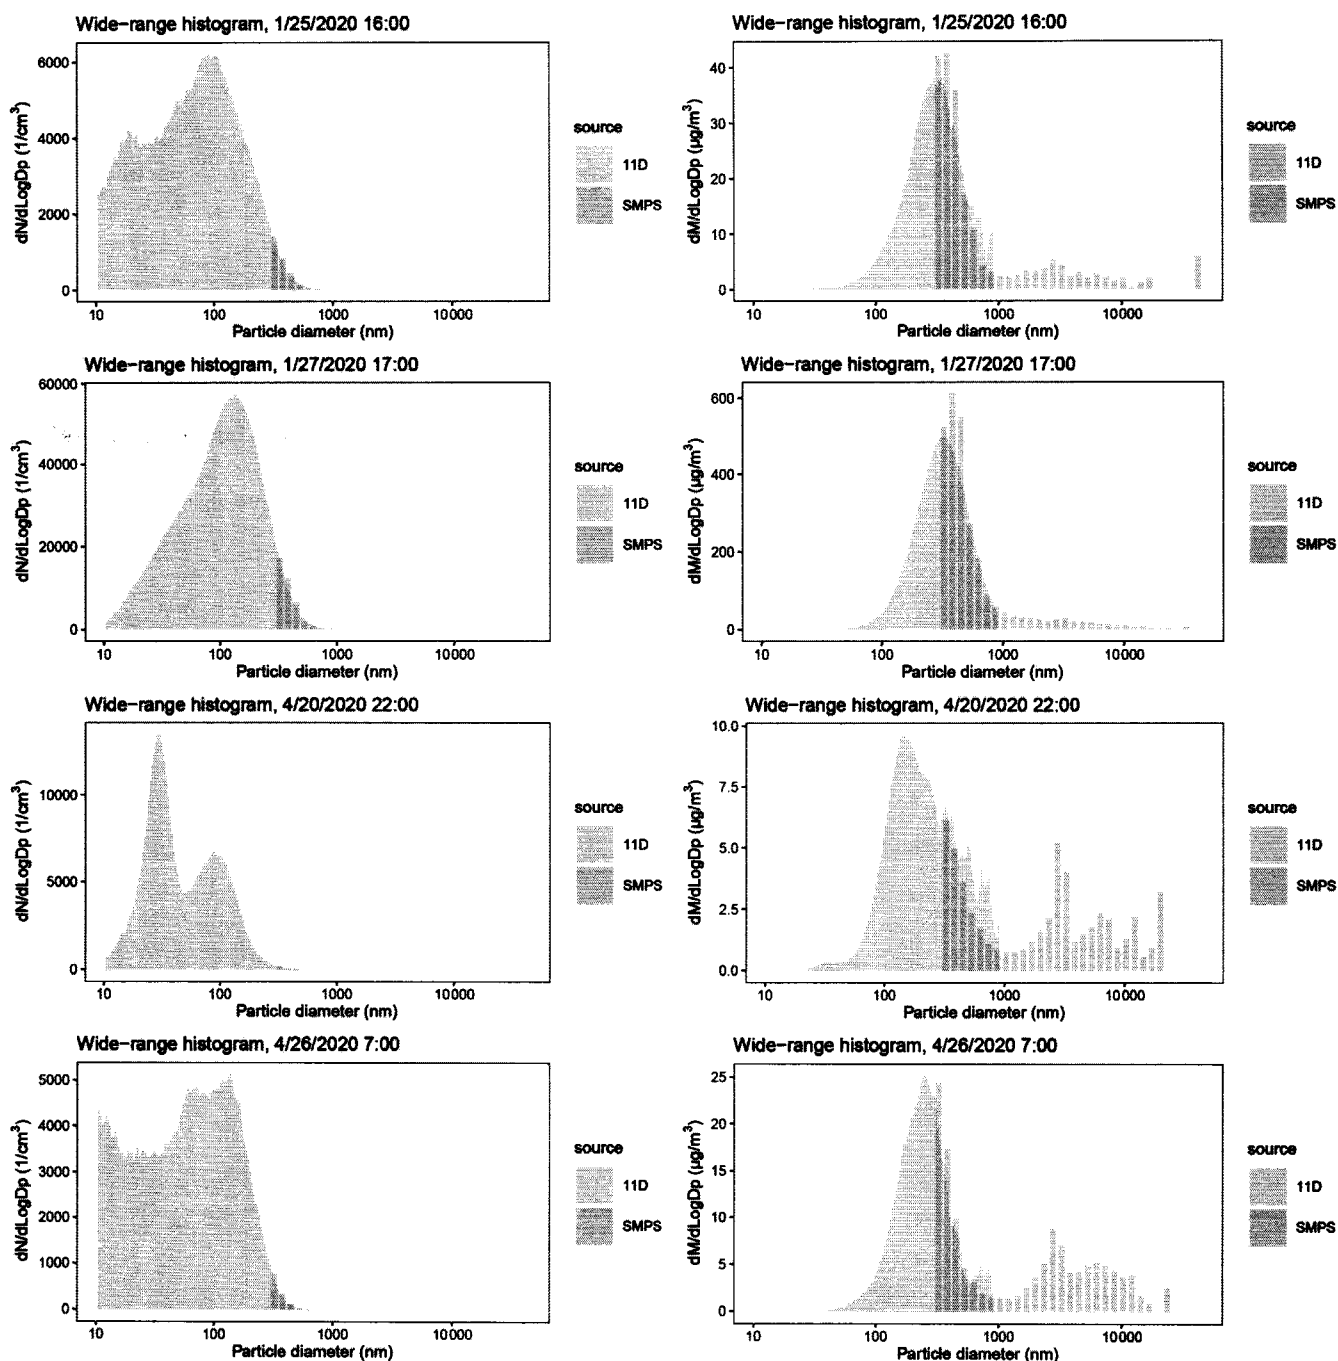 Wide-range histogram, 1/25/2020 16:00
dN/dLogDp (1/cm³)
6000
4000
2000
0
10
100
1000
10000
Particle diameter (nm)
source
11D
SMPS
Wide-range histogram, 1/25/2020 16:00
dM/dLogDp (µg/m³)
40
30
20
10
0
10
100
1000
10000
Particle diameter (nm)
source
11D
SMPS
Wide-range histogram, 1/27/2020 17:00
dN/dLogDp (1/cm³)
60000
40000
20000
0
10
100
1000
10000
Particle diameter (nm)
source
11D
SMPS
Wide-range histogram, 1/27/2020 17:00
dM/dLogDp (µg/m³)
600
400
200
0
10
100
1000
10000
Particle diameter (nm)
source
11D
SMPS
Wide-range histogram, 4/20/2020 22:00
dN/dLogDp (1/cm³)
10000
5000
0
10
100
1000
10000
Particle diameter (nm)
source
11D
SMPS
Wide-range histogram, 4/20/2020 22:00
dM/dLogDp (µg/m³)
10.0
7.5
5.0
2.5
0.0
10
100
1000
10000
Particle diameter (nm)
source
11D
SMPS
Wide-range histogram, 4/26/2020 7:00
dN/dLogDp (1/cm³)
5000
4000
3000
2000
1000
0
10
100
1000
10000
Particle diameter (nm)
source
11D
SMPS
Wide-range histogram, 4/26/2020 7:00
dM/dLogDp (µg/m³)
25
20
15
10
5
0
10
100
1000
10000
Particle diameter (nm)
source
11D
SMPS